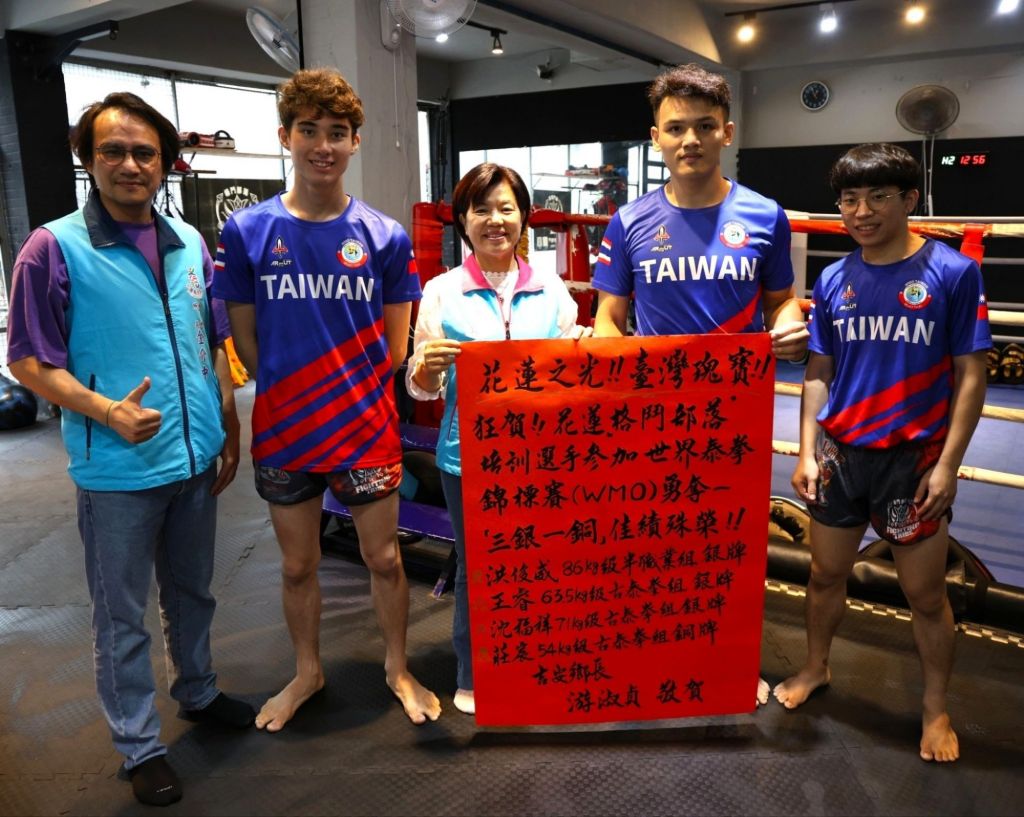 TAIWAN
TAIWAN
TAIWAN
H2 12:56
花蓮之光!!臺灣瑰寶!!
狂賀!!花蓮"格鬥部落"
培訓選手參加世界泰拳
錦標賽(WMO)勇奪一
「三銀一銅」佳績殊榮!!
洪俊威 86kg級半職業組 銀牌
王睿 63.5kg級古泰拳組 銀牌
沈福祥 71kg級古泰拳組 銀牌
莊宸 54kg級古泰拳組 銅牌
吉安鄉長
游淑貞 敬賀
FIGHTING
FIGHTING